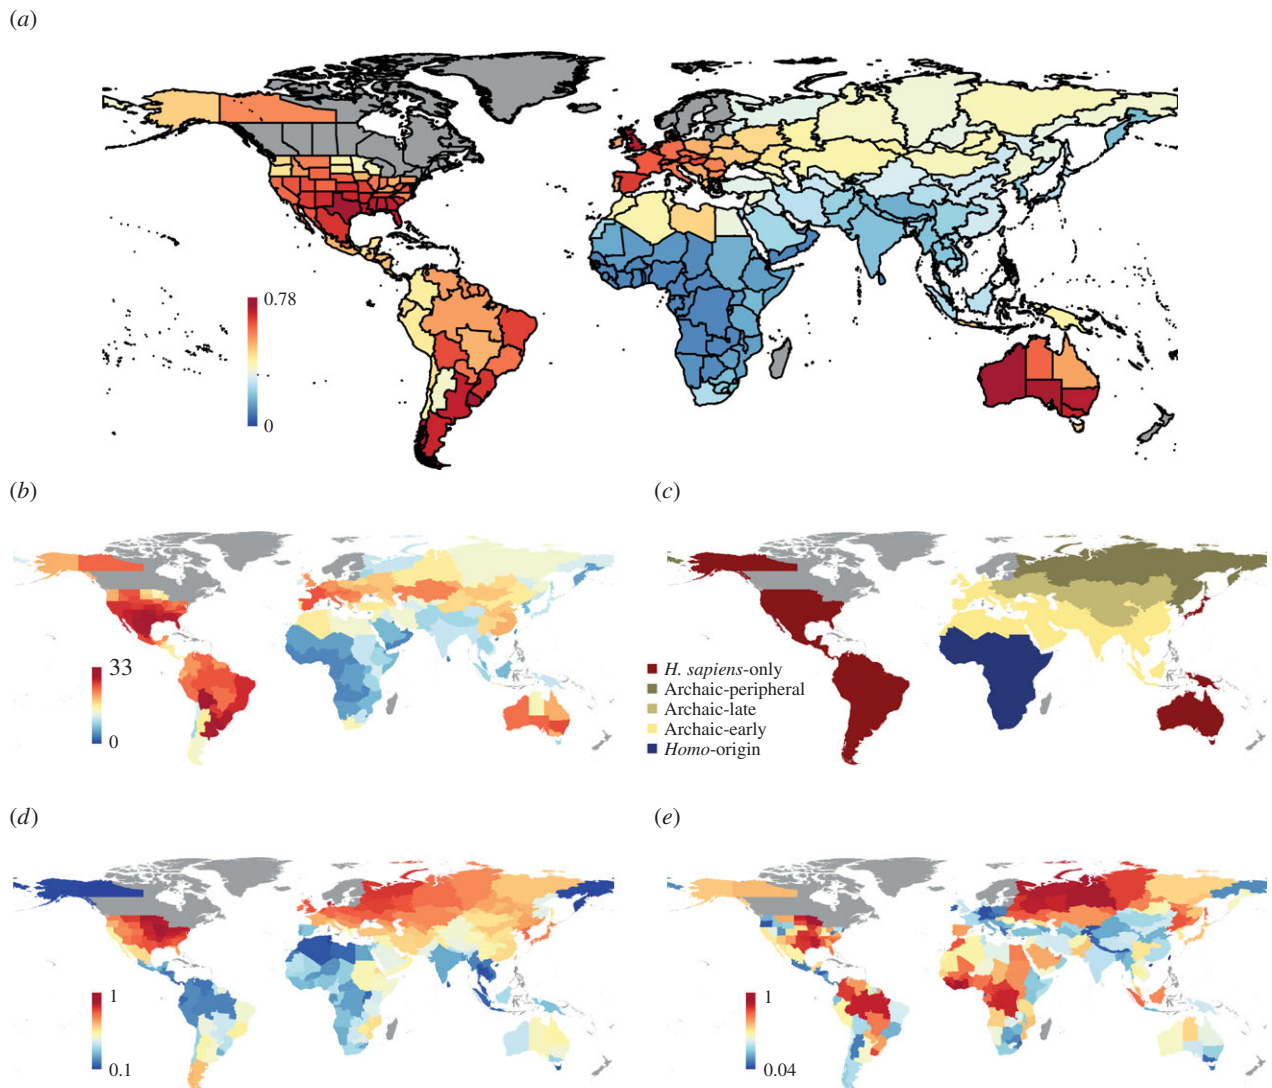 (a)
0.78
0
(b)
33
0
(c)
H. sapiens-only
Archaic-peripheral
Archaic-late
Archaic-early
Homo-origin
(d)
1
0.1
(e)
1
0.04